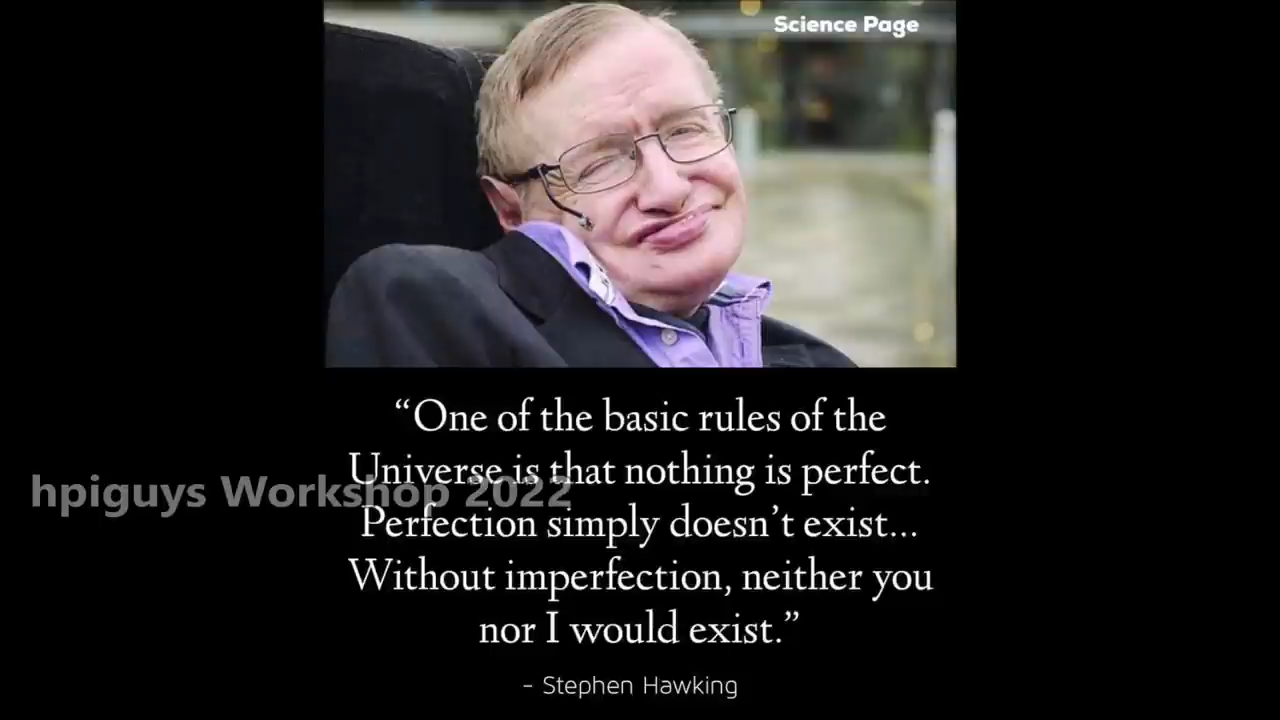 Science Page
“One of the basic rules of the
Universe is that nothing is perfect.
hpiguys Workshop 2022
Perfection simply doesn’t exist...
Without imperfection, neither you
nor I would exist.”
- Stephen Hawking